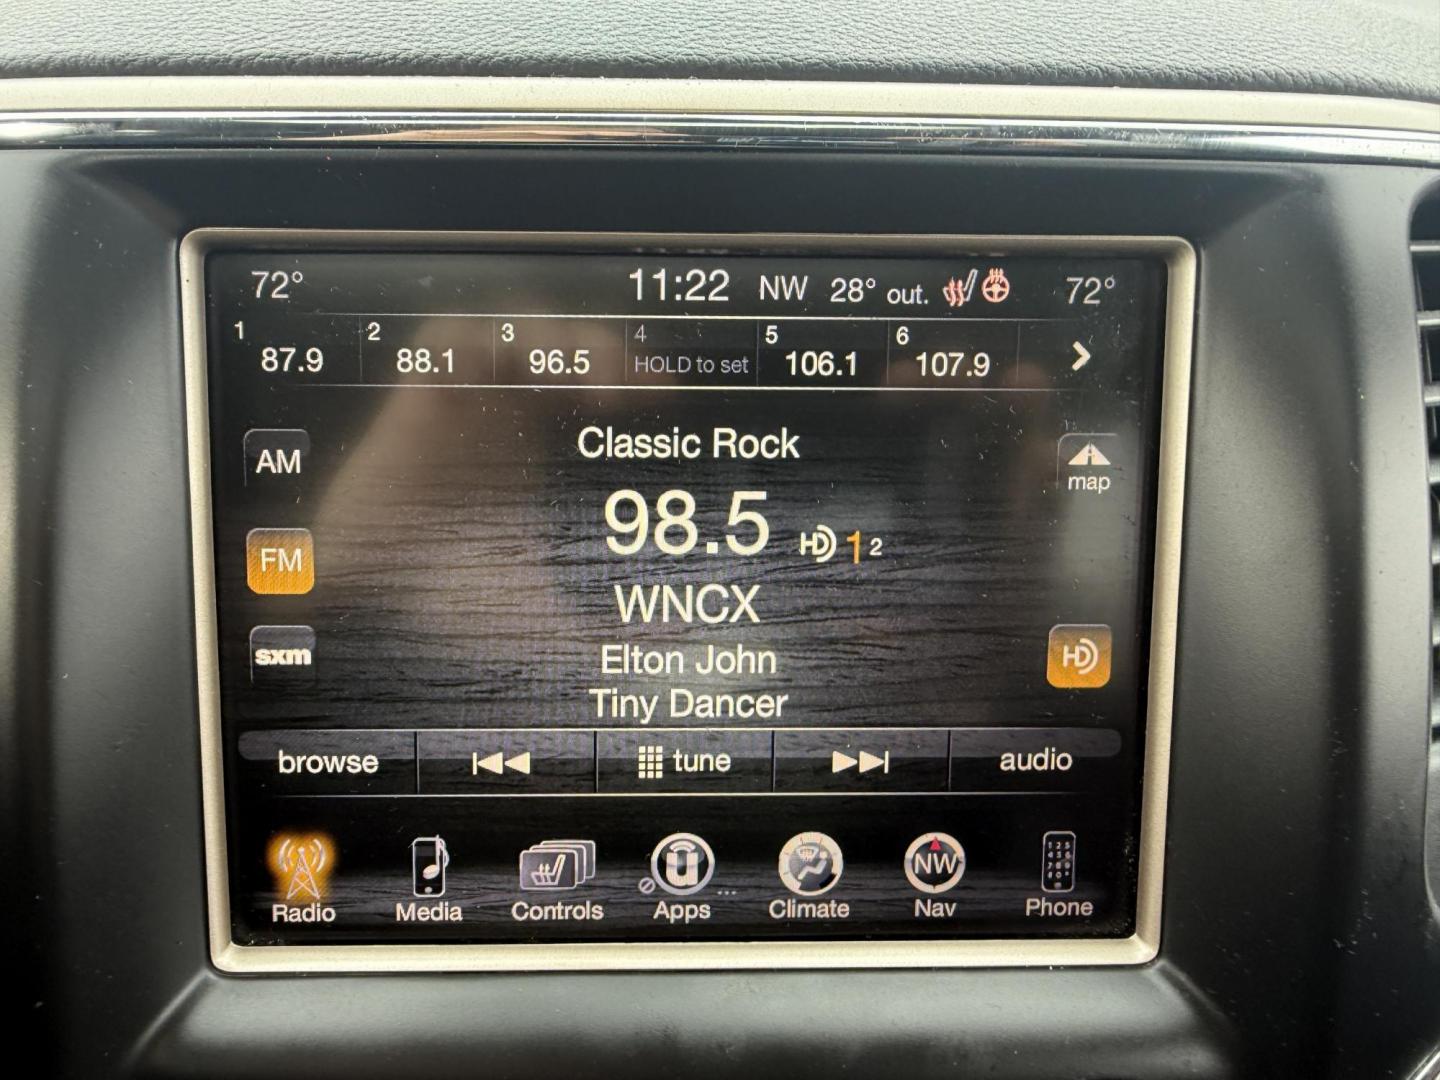 72° 11:22 NW 28° out. 72°
1 2 3 4 5 6
87.9 88.1 96.5 HOLD to set 106.1 107.9
Classic Rock
AM
map
98.5 HD 1 2
FM
WNCX
sxm
Elton John
HD
Tiny Dancer
browse tune audio
NW
Radio Media Controls Apps Climate Nav Phone